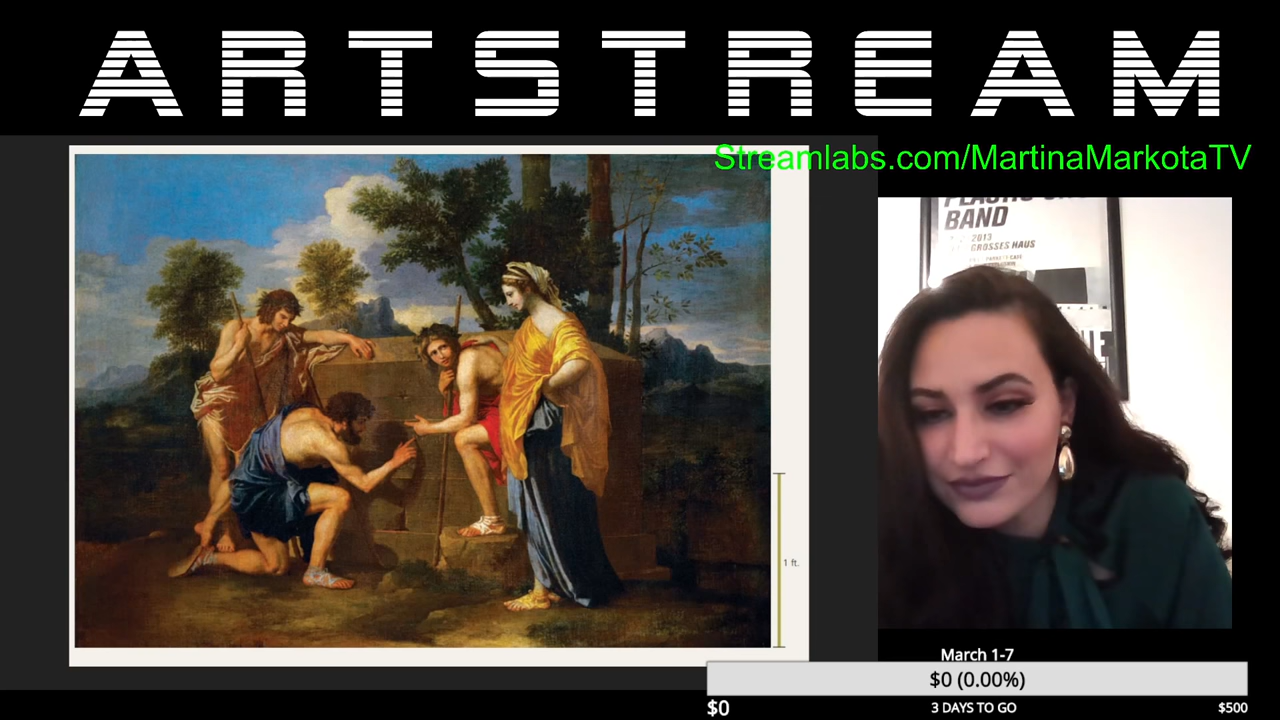 ARTSTREAM
Streamlabs.com/MartinaMarkotaTV
BAND
2013
GROSSES HAUS
1 ft.
March 1-7
$0 (0.00%)
$0
3 DAYS TO GO
$500